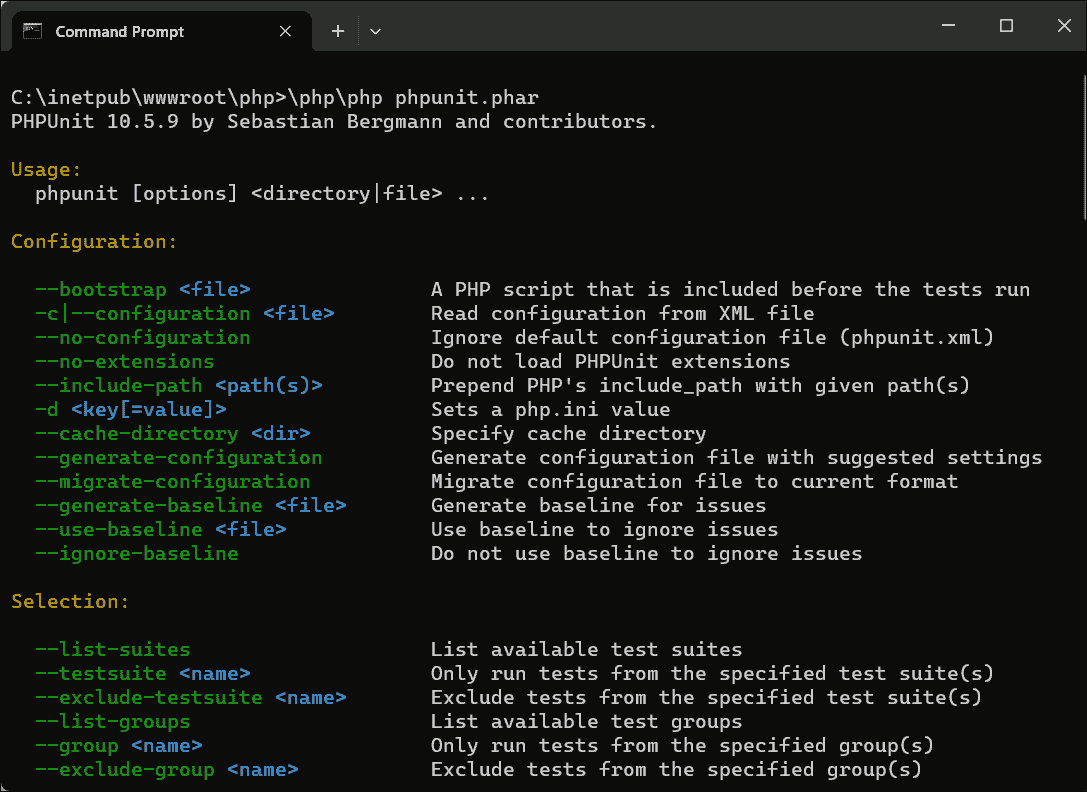 Command Prompt
C:\inetpub\wwwroot\php>\php\php phpunit.phar
PHPUnit 10.5.9 by Sebastian Bergmann and contributors.
Usage:
phpunit [options] <directory|file> ...
Configuration:
--bootstrap <file> A PHP script that is included before the tests run
-c|--configuration <file> Read configuration from XML file
--no-configuration Ignore default configuration file (phpunit.xml)
--no-extensions Do not load PHPUnit extensions
--include-path <path(s)> Prepend PHP's include_path with given path(s)
-d <key[=value]> Sets a php.ini value
--cache-directory <dir> Specify cache directory
--generate-configuration Generate configuration file with suggested settings
--migrate-configuration Migrate configuration file to current format
--generate-baseline <file> Generate baseline for issues
--use-baseline <file> Use baseline to ignore issues
--ignore-baseline Do not use baseline to ignore issues
Selection:
--list-suites List available test suites
--testsuite <name> Only run tests from the specified test suite(s)
--exclude-testsuite <name> Exclude tests from the specified test suite(s)
--list-groups List available test groups
--group <name> Only run tests from the specified group(s)
--exclude-group <name> Exclude tests from the specified group(s)